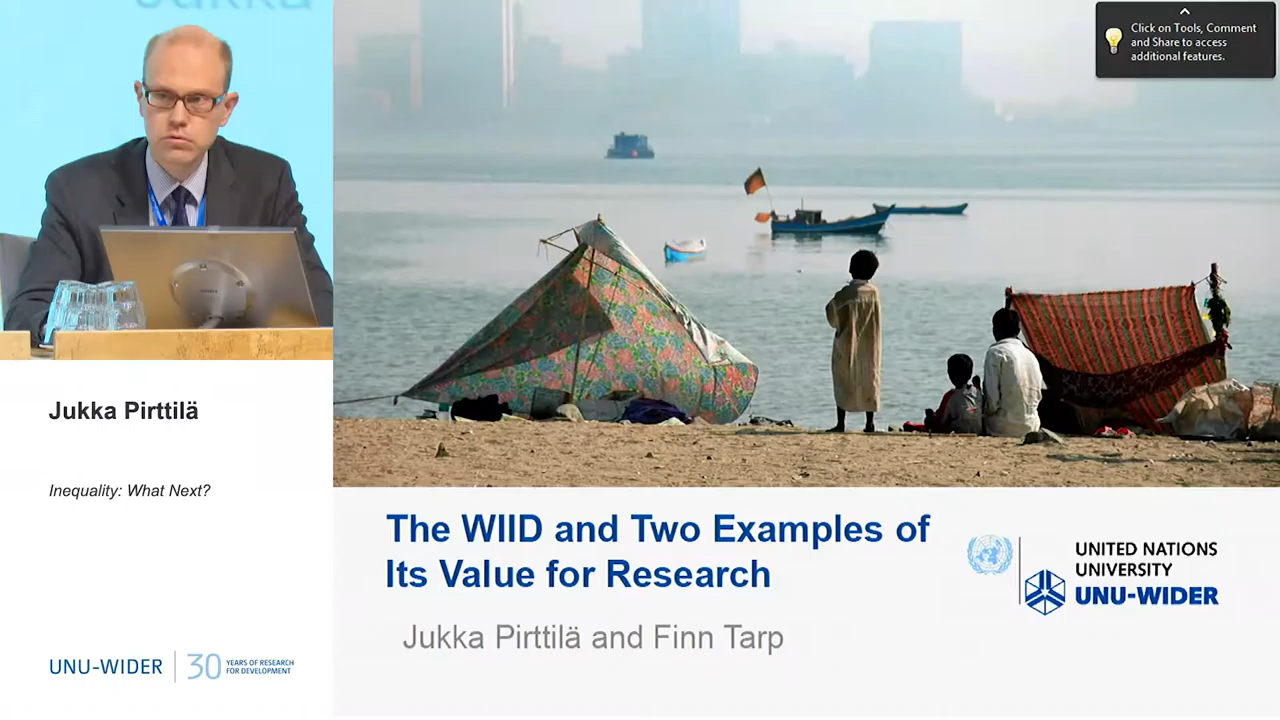 Jukka
Click on Tools, Comment
and Share to access
additional features.
Jukka Pirttilä
Inequality: What Next?
The WIID and Two Examples of
Its Value for Research
UNITED NATIONS
UNIVERSITY
UNU-WIDER
Jukka Pirttilä and Finn Tarp
UNU-WIDER
30 YEARS OF RESEARCH
FOR DEVELOPMENT